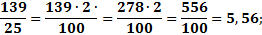 139/25 = 139 · 2 ·/100 = 278 · 2/100 = 556/100 = 5, 56;